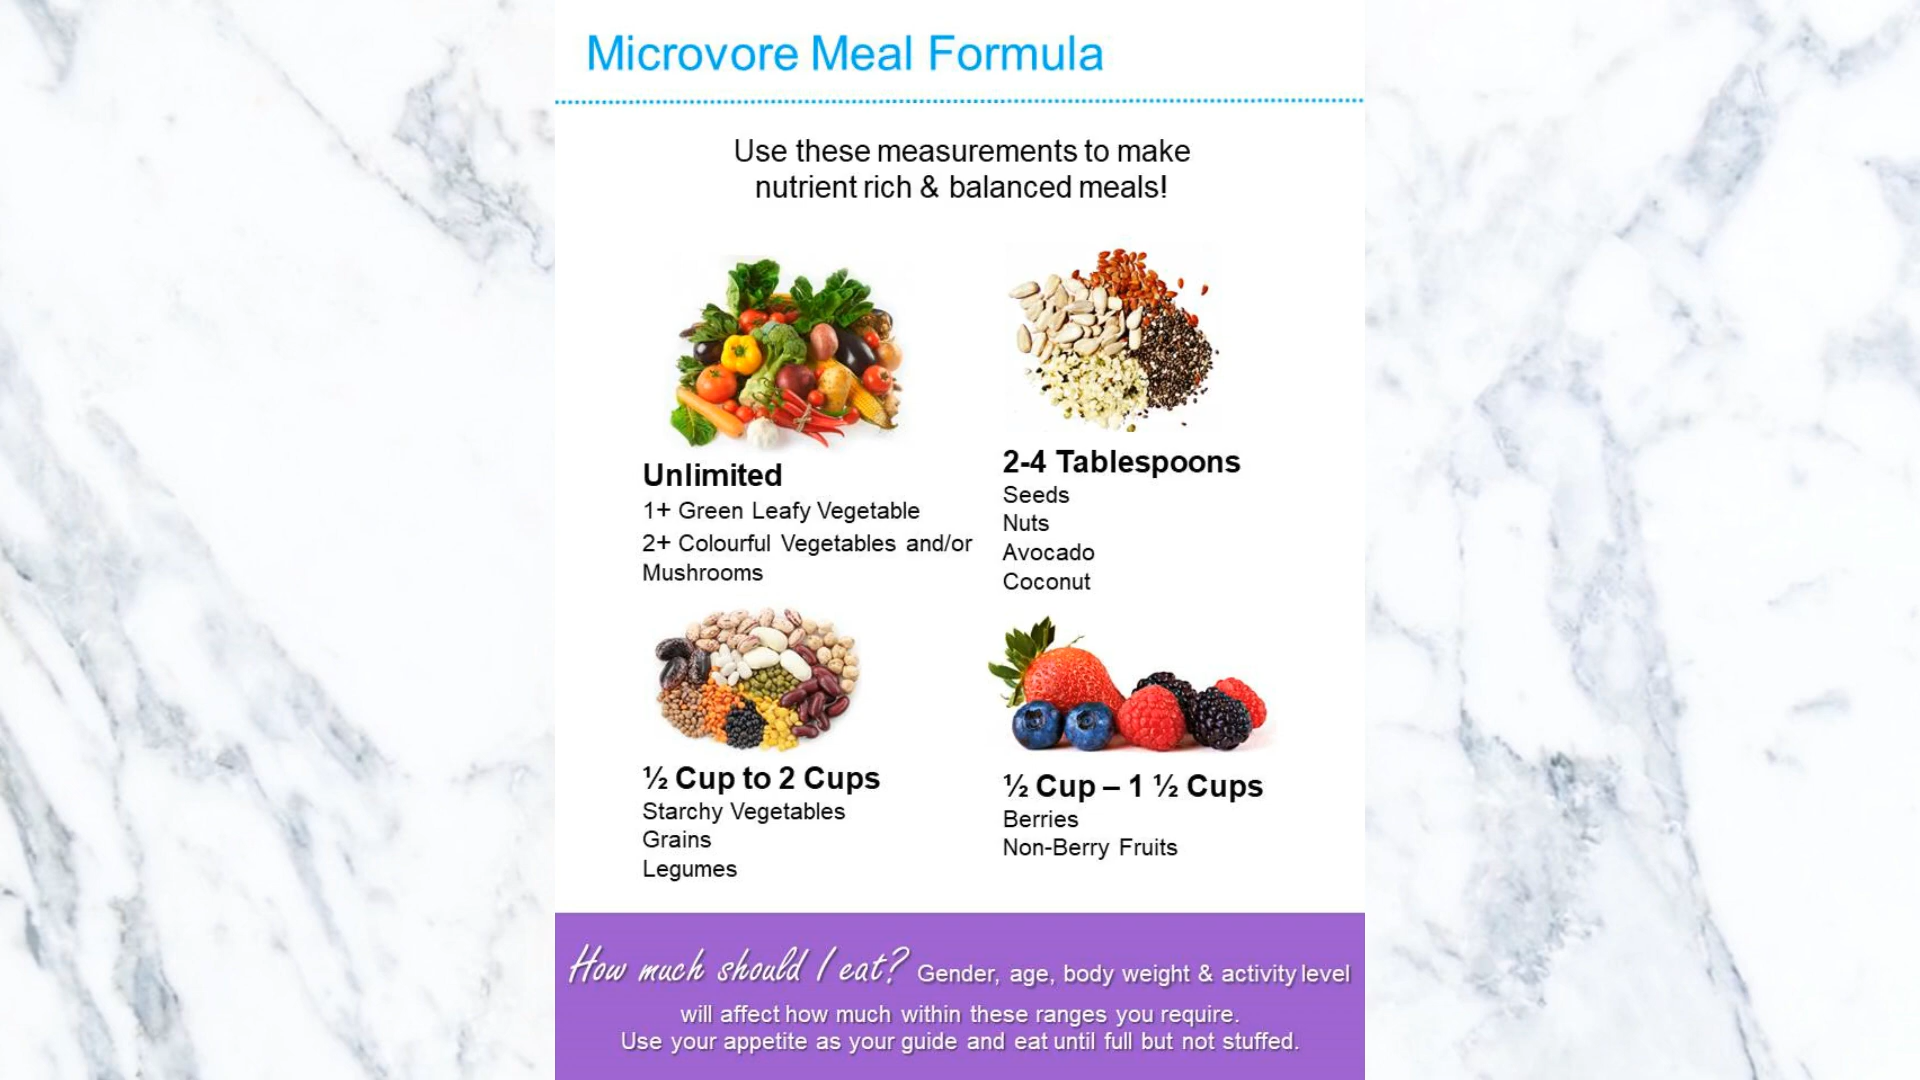 Microvore Meal Formula
Use these measurements to make
nutrient rich & balanced meals!
Unlimited
1+ Green Leafy Vegetable
2+ Colourful Vegetables and/or
Mushrooms
2-4 Tablespoons
Seeds
Nuts
Avocado
Coconut
½ Cup to 2 Cups
Starchy Vegetables
Grains
Legumes
½ Cup – 1 ½ Cups
Berries
Non-Berry Fruits
How much should I eat? Gender, age, body weight & activity level
will affect how much within these ranges you require.
Use your appetite as your guide and eat until full but not stuffed.